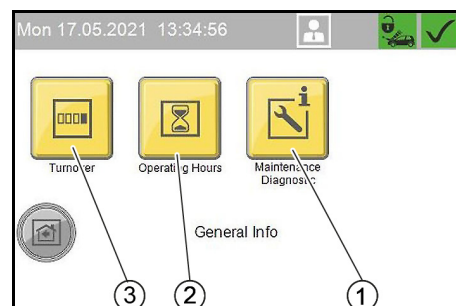 Mon 17.05.2021 13:34:56
Turnover
Operating Hours
Maintenance
Diagnostic
General Info
3
2
1